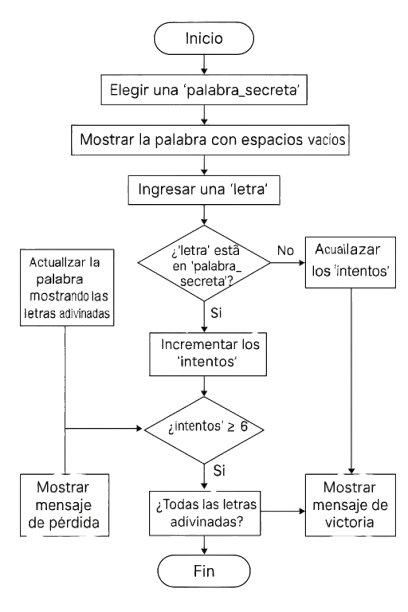 Inicio
Elegir una 'palabra_secreta'
Mostrar la palabra con espacios vacios
Ingresar una 'letra'
¿'letra' está
en 'palabra_
secreta'?
No
Acuailazar
los 'intentos'
Actuallzar la
palabra
mostrando las
letras adivinadas
Si
Incrementar los
'intentos'
¿intentos' ≥ 6
Si
Mostrar
mensaje
de pérdida
¿Todas las letras
adivinadas?
Mostrar
mensaje de
victoria
Fin